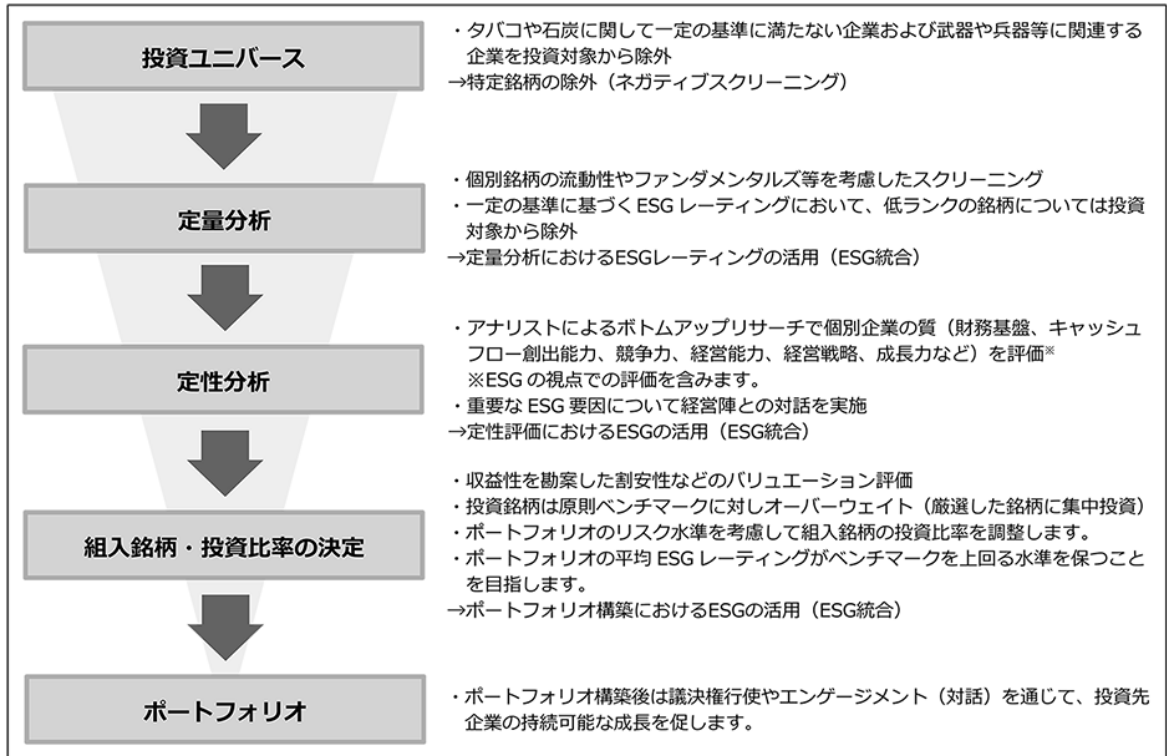 投資ユニバース
・タバコや石炭に関して一定の基準に満たない企業および武器や兵器等に関連する
企業を投資対象から除外
→特定銘柄の除外（ネガティブスクリーニング）
定量分析
・個別銘柄の流動性やファンダメンタルズ等を考慮したスクリーニング
・一定の基準に基づくESG レーティングにおいて、低ランクの銘柄については投資
対象から除外
→定量分析におけるESGレーティングの活用（ESG統合）
定性分析
・アナリストによるボトムアップリサーチで個別企業の質（財務基盤、キャッシュ
フロー創出能力、競争力、経営能力、経営戦略、成長力など）を評価※
※ESG の視点での評価を含みます。
・重要な ESG 要因について経営陣との対話を実施
→定性評価におけるESGの活用（ESG統合）
組入銘柄・投資比率の決定
・収益性を勘案した割安性などのバリュエーション評価
・投資銘柄は原則ベンチマークに対しオーバーウェイト（厳選した銘柄に集中投資）
・ポートフォリオのリスク水準を考慮して組入銘柄の投資比率を調整します。
・ポートフォリオの平均 ESG レーティングがベンチマークを上回る水準を保つこと
を目指します。
→ポートフォリオ構築におけるESGの活用（ESG統合）
ポートフォリオ
・ポートフォリオ構築後は議決権行使やエンゲージメント（対話）を通じて、投資先
企業の持続可能な成長を促します。